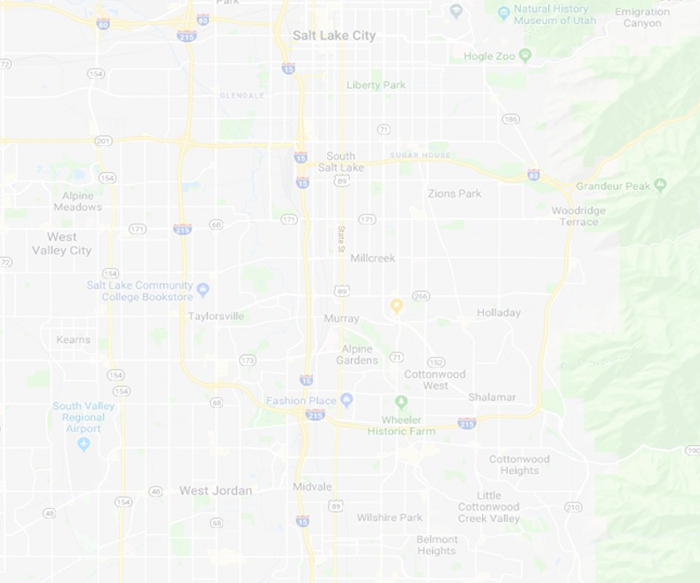 Park
80
80
215
Salt Lake City
Natural History
Museum of Utah
Emigration
Canyon
Hogle Zoo
72
154
15
Liberty Park
GLENDALE
186
71
201
15
South
Salt Lake
SUGAR HOUSE
80
154
15
89
Zions Park
Grandeur Peak
Alpine
Meadows
Woodridge
Terrace
171
68
171
171
215
State St
West
Valley City
Millcreek
72
154
Salt Lake Community
College Bookstore
89
266
Taylorsville
Murray
Holladay
Kearns
Alpine
Gardens
173
71
152
154
154
15
Cottonwood
West
Fashion Place
68
215
Shalamar
South Valley
Regional
Airport
Wheeler
Historic Farm
215
190
Cottonwood
Heights
West Jordan
Midvale
48
154
89
Little
Cottonwood
Creek Valley
210
48
68
15
Wilshire Park
Belmont
Heights